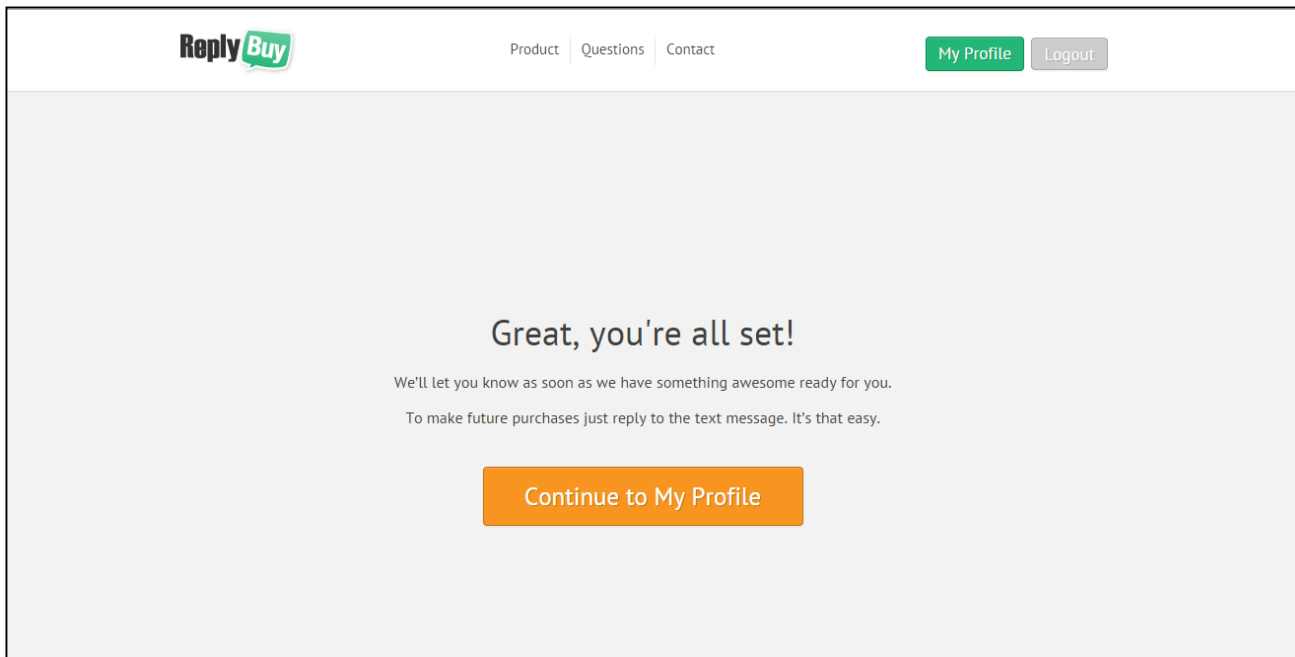 Reply Buy
Product Questions Contact
My Profile Logout
Great, you're all set!
We'll let you know as soon as we have something awesome ready for you.
To make future purchases just reply to the text message. It's that easy.
Continue to My Profile